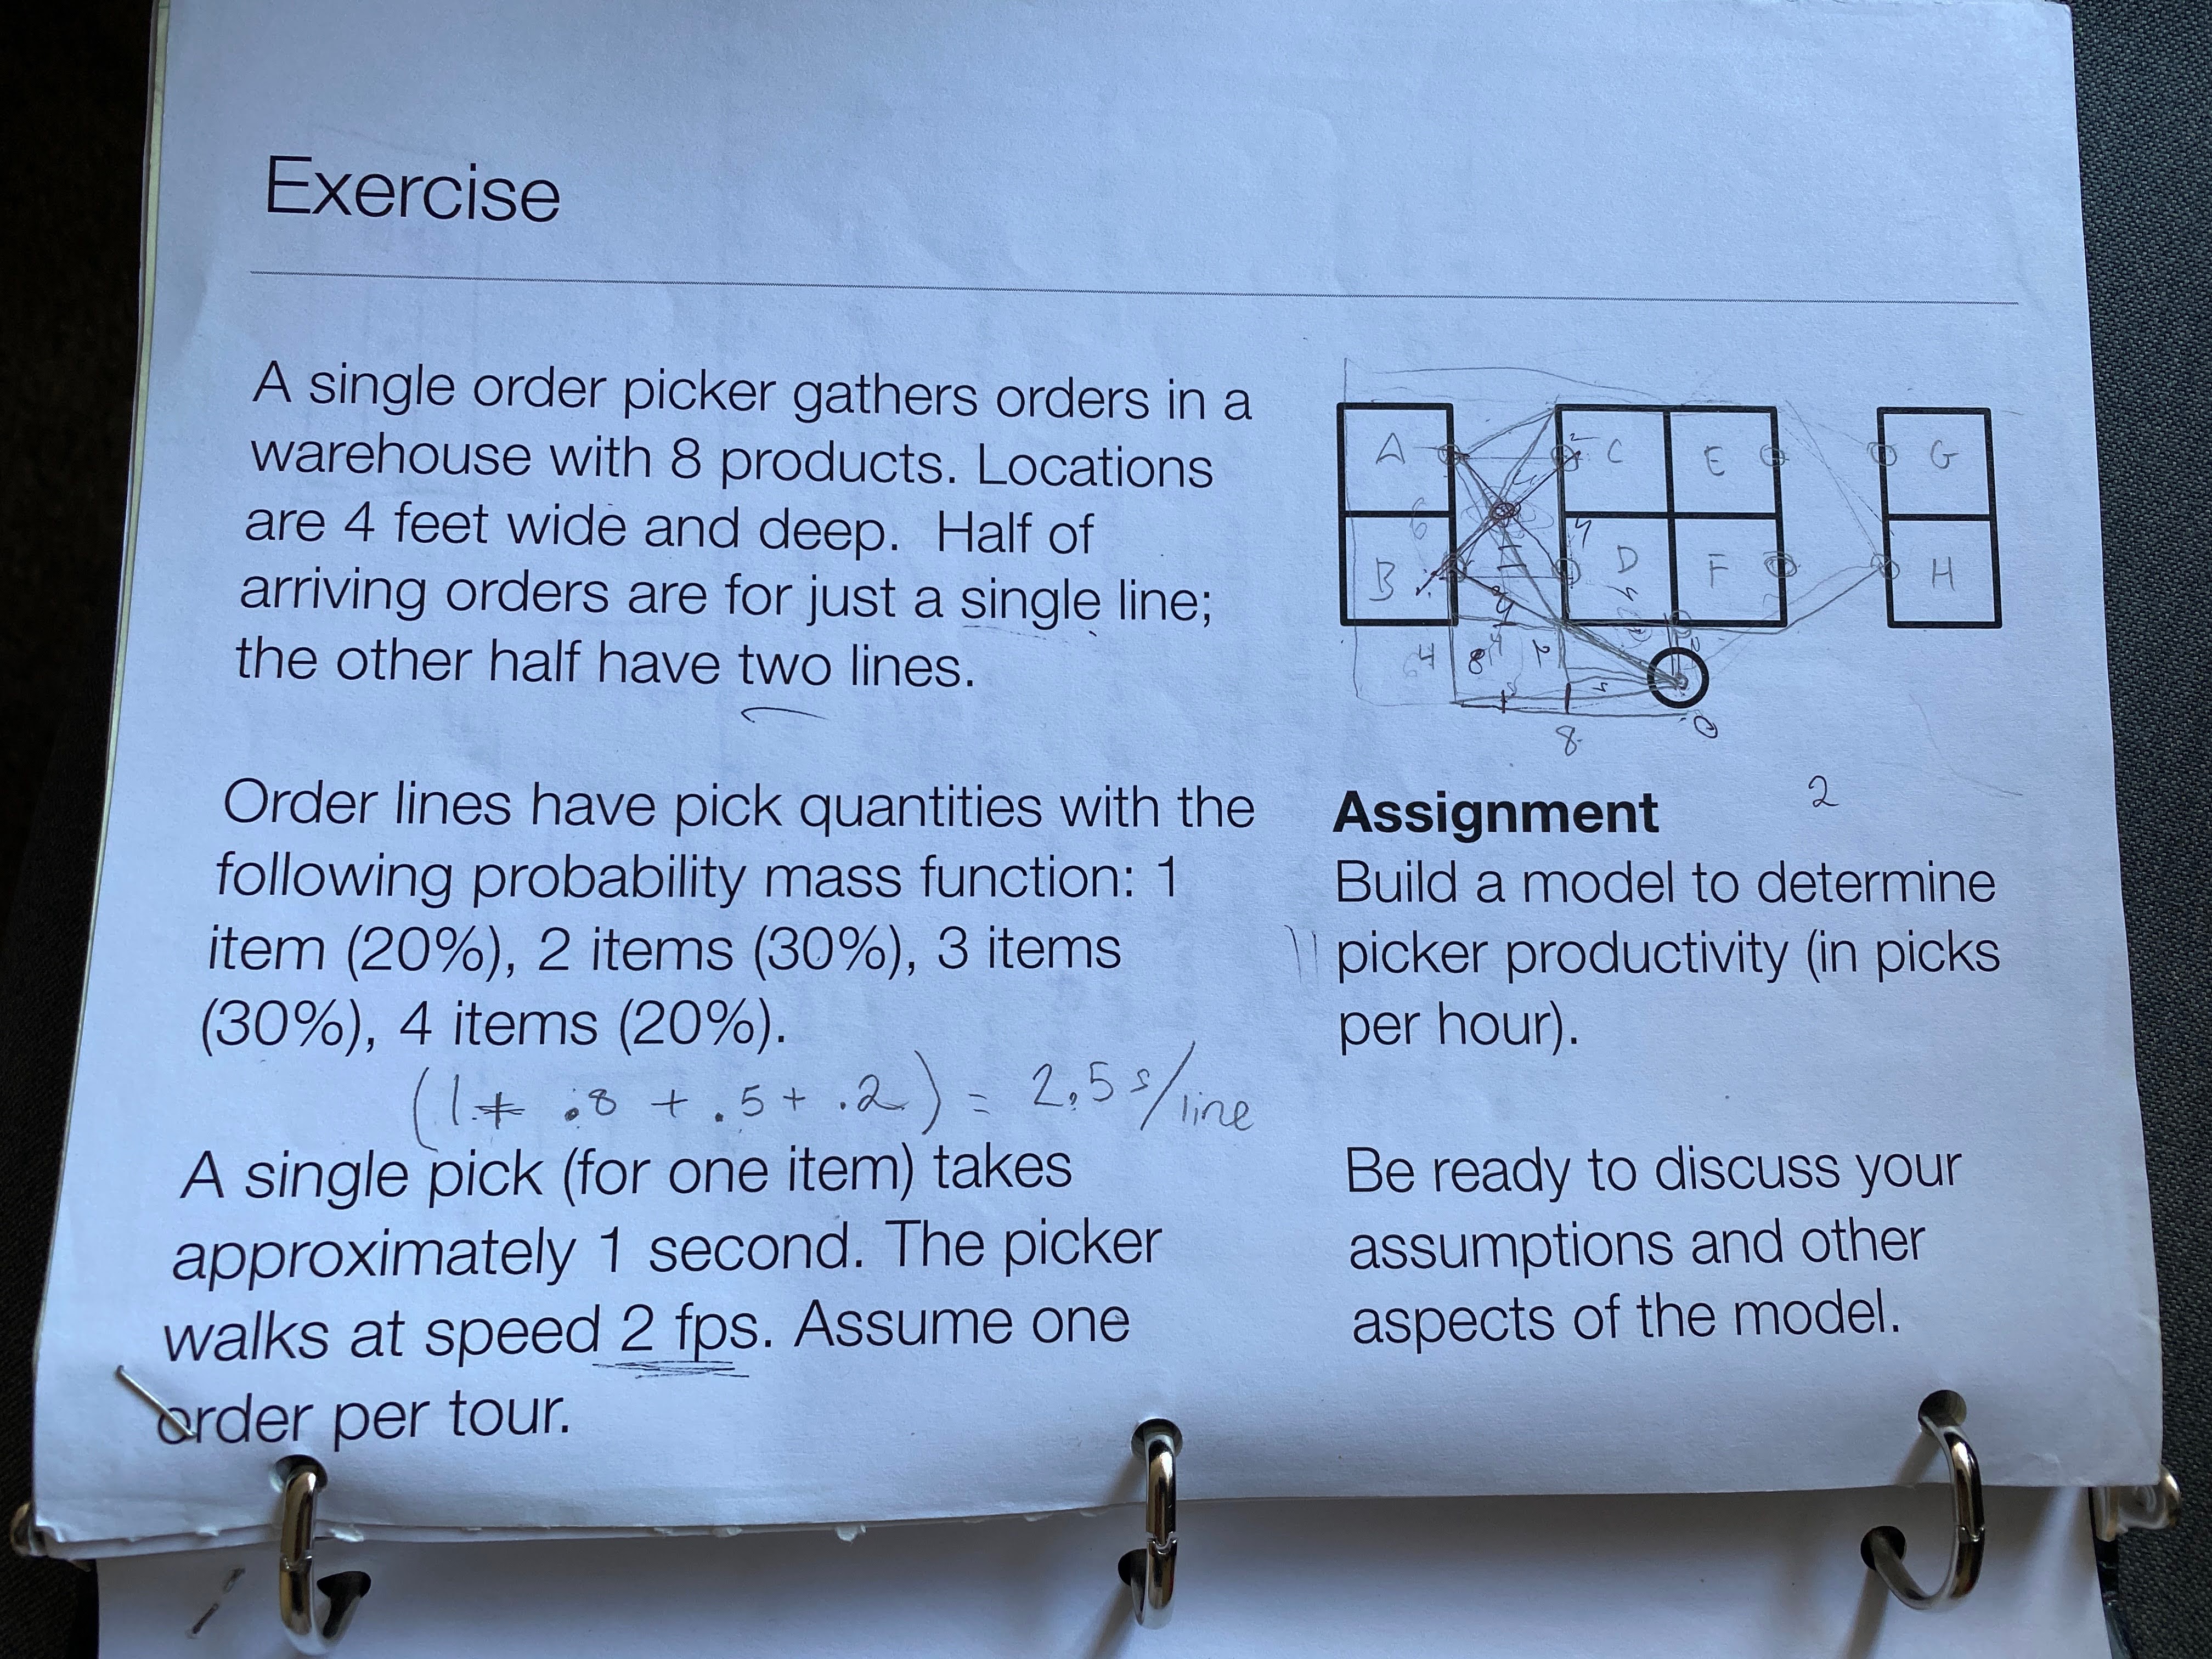 Exercise
A single order picker gathers orders in a
warehouse with 8 products. Locations
are 4 feet wide and deep. Half of
arriving orders are for just a single line;
the other half have two lines.
Order lines have pick quantities with the
following probability mass function: 1
item (20%), 2 items (30%), 3 items
(30%), 4 items (20%).
(1 * .8 + .5 + .2) = 2.5 s/line
A single pick (for one item) takes
approximately 1 second. The picker
walks at speed 2 fps. Assume one
order per tour.
A C E G
B D F H
4 8 2
8
2
Assignment
Build a model to determine
picker productivity (in picks
per hour).
Be ready to discuss your
assumptions and other
aspects of the model.